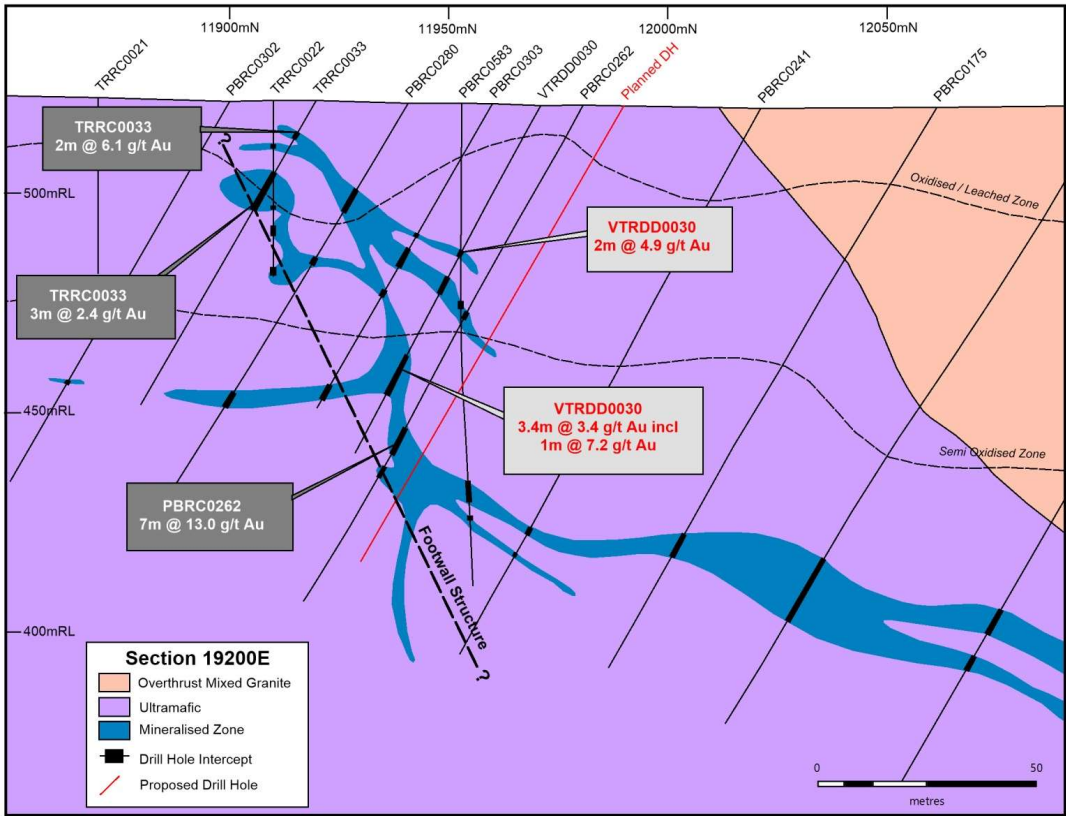 11900mN
11950mN
12000mN
12050mN
TRRC0021
PBRC0302
TRRC0022
TRRC0033
PBRC0280
PBRC0583
PBRC0303
VTRDD0030
PBRC0262
Planned DH
PBRC0241
PBRC0175
TRRC0033
2m @ 6.1 g/t Au
?
500mRL
Oxidised / Leached Zone
VTRDD0030
2m @ 4.9 g/t Au
TRRC0033
3m @ 2.4 g/t Au
450mRL
VTRDD0030
3.4m @ 3.4 g/t Au incl
1m @ 7.2 g/t Au
Semi Oxidised Zone
PBRC0262
7m @ 13.0 g/t Au
Footwall Structure
?
400mRL
Section 19200E
Overthrust Mixed Granite
Ultramafic
Mineralised Zone
Drill Hole Intercept
Proposed Drill Hole
0
50
metres